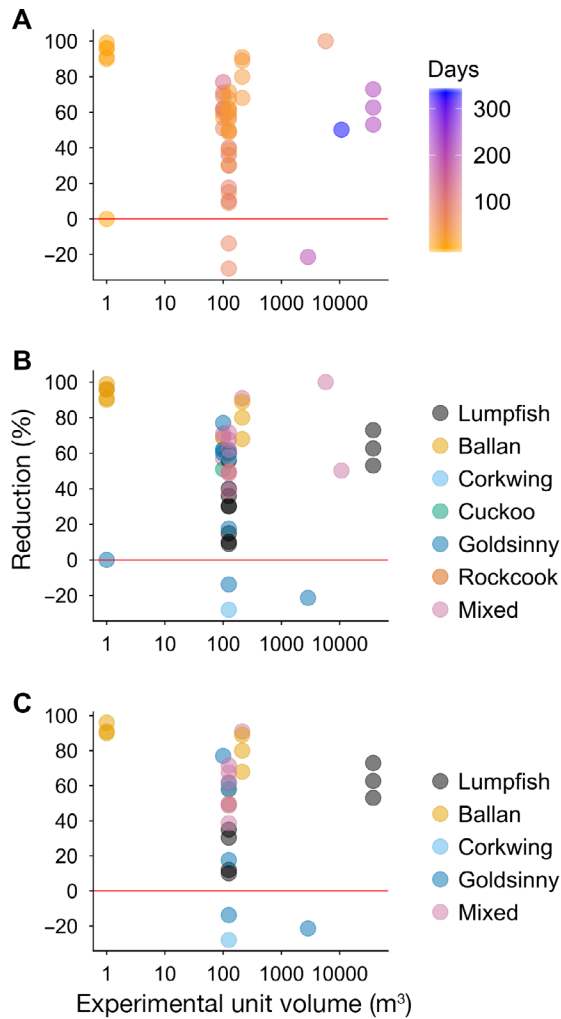 A
100
80
60
40
20
0
−20
1
10
100
1000
10000
Days
300
200
100
B
Reduction (%)
100
80
60
40
20
0
−20
1
10
100
1000
10000
Lumpfish
Ballan
Corkwing
Cuckoo
Goldsinny
Rockcook
Mixed
C
100
80
60
40
20
0
−20
1
10
100
1000
10000
Experimental unit volume (m³)
Lumpfish
Ballan
Corkwing
Goldsinny
Mixed